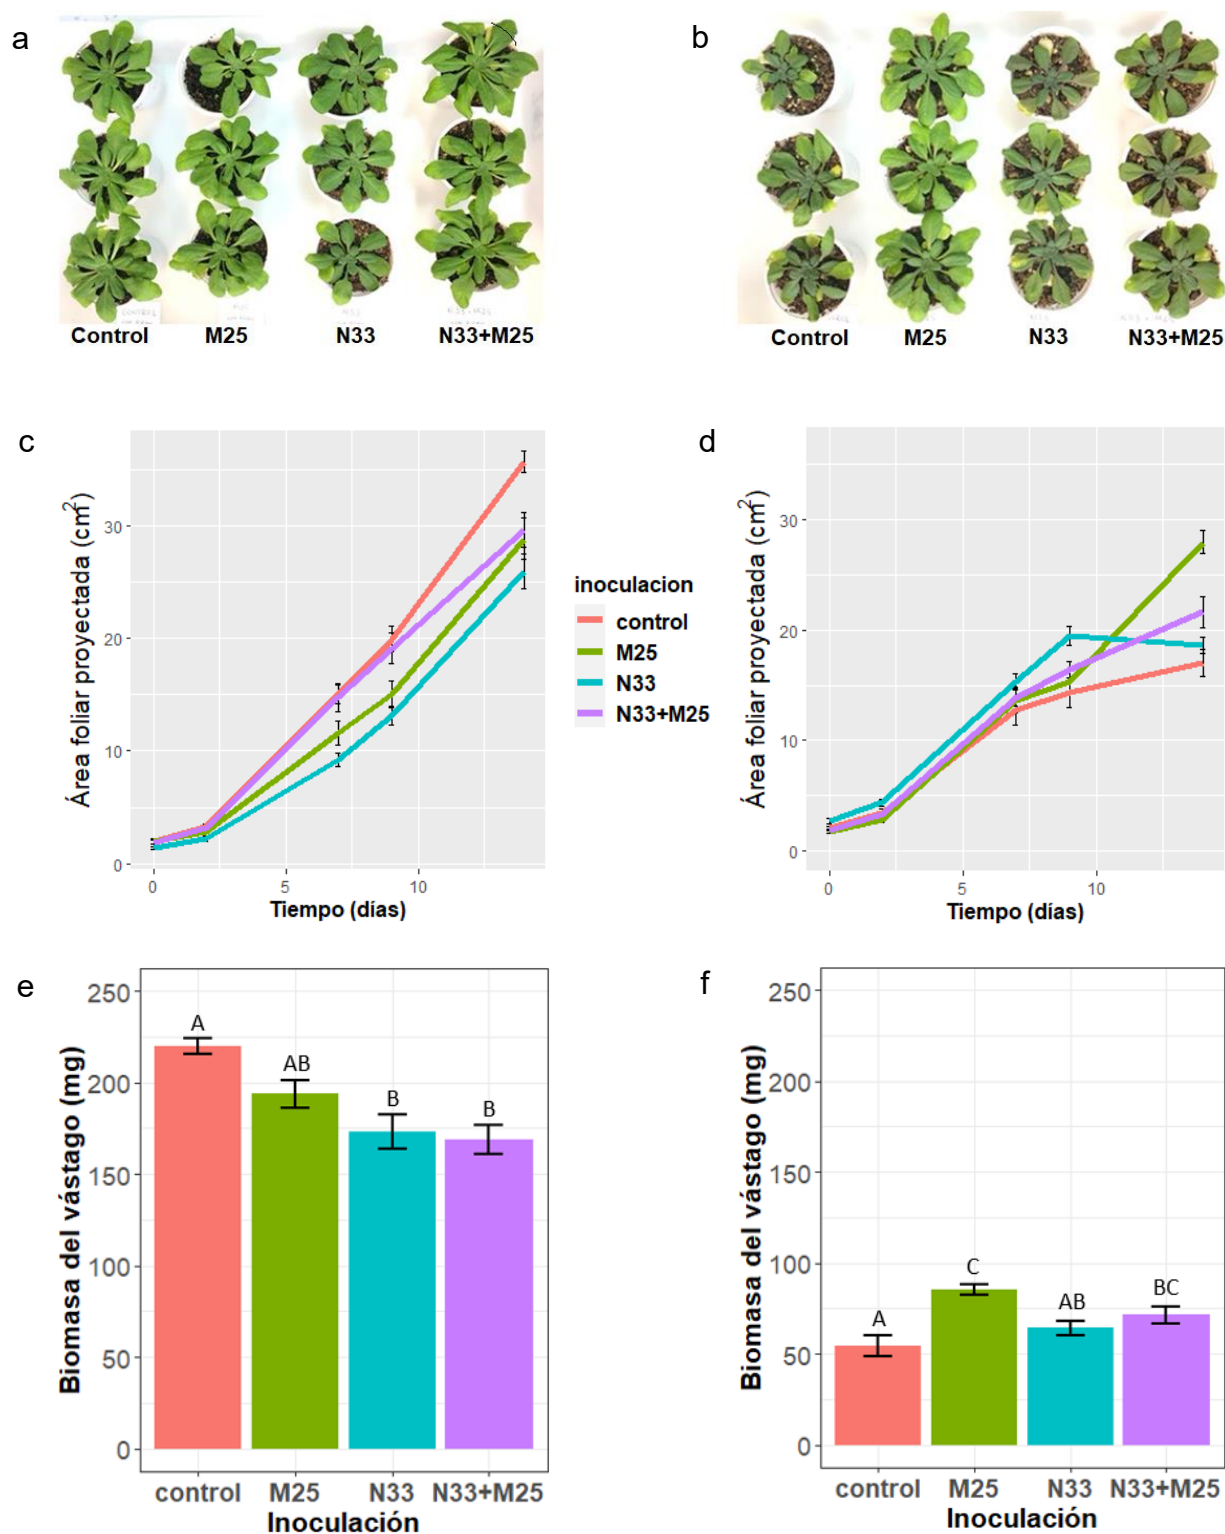 a
b
Control M25 N33 N33+M25
Control M25 N33 N33+M25
c
Área foliar proyectada (cm2)
30
20
10
0
0 5 10
Tiempo (días)
inoculacion
control
M25
N33
N33+M25
d
Área foliar proyectada (cm2)
30
20
10
0
0 5 10
Tiempo (días)
e
Biomasa del vástago (mg)
250
200
150
100
50
0
A AB B B
control M25 N33 N33+M25
Inoculación
f
Biomasa del vástago (mg)
250
200
150
100
50
0
A C AB BC
control M25 N33 N33+M25
Inoculación